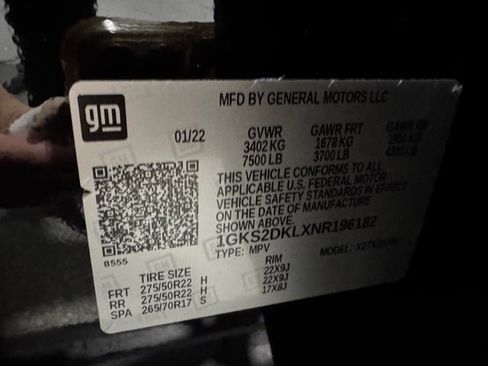 gm
MFD BY GENERAL MOTORS LLC
01/22 GVWR GAWR FRT GAWR RR
3402 KG 1678 KG
7500 LB 3700 LB
THIS VEHICLE CONFORMS TO ALL
APPLICABLE U.S. FEDERAL MOTOR
VEHICLE SAFETY STANDARDS IN EFFECT
ON THE DATE OF MANUFACTURE
SHOWN ABOVE.
1GKS2DKLXNR196182
TYPE: MPV MODEL:
8555
TIRE SIZE RIM
FRT 275/50R22 H 22X9J
RR 275/50R22 H 22X9J
SPA 265/70R17 S 17X8J